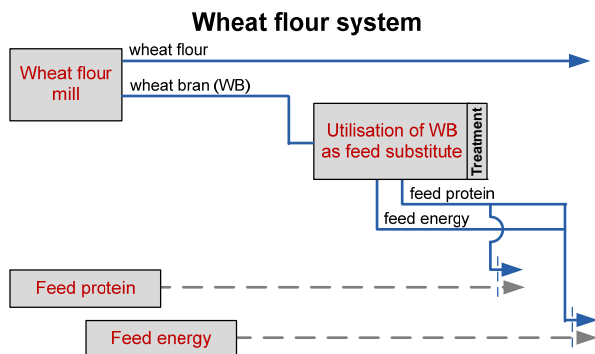 Wheat flour system
wheat flour
Wheat flour
mill
wheat bran (WB)
Utilisation of WB
as feed substitute
Treatment
feed protein
feed energy
Feed protein
Feed energy